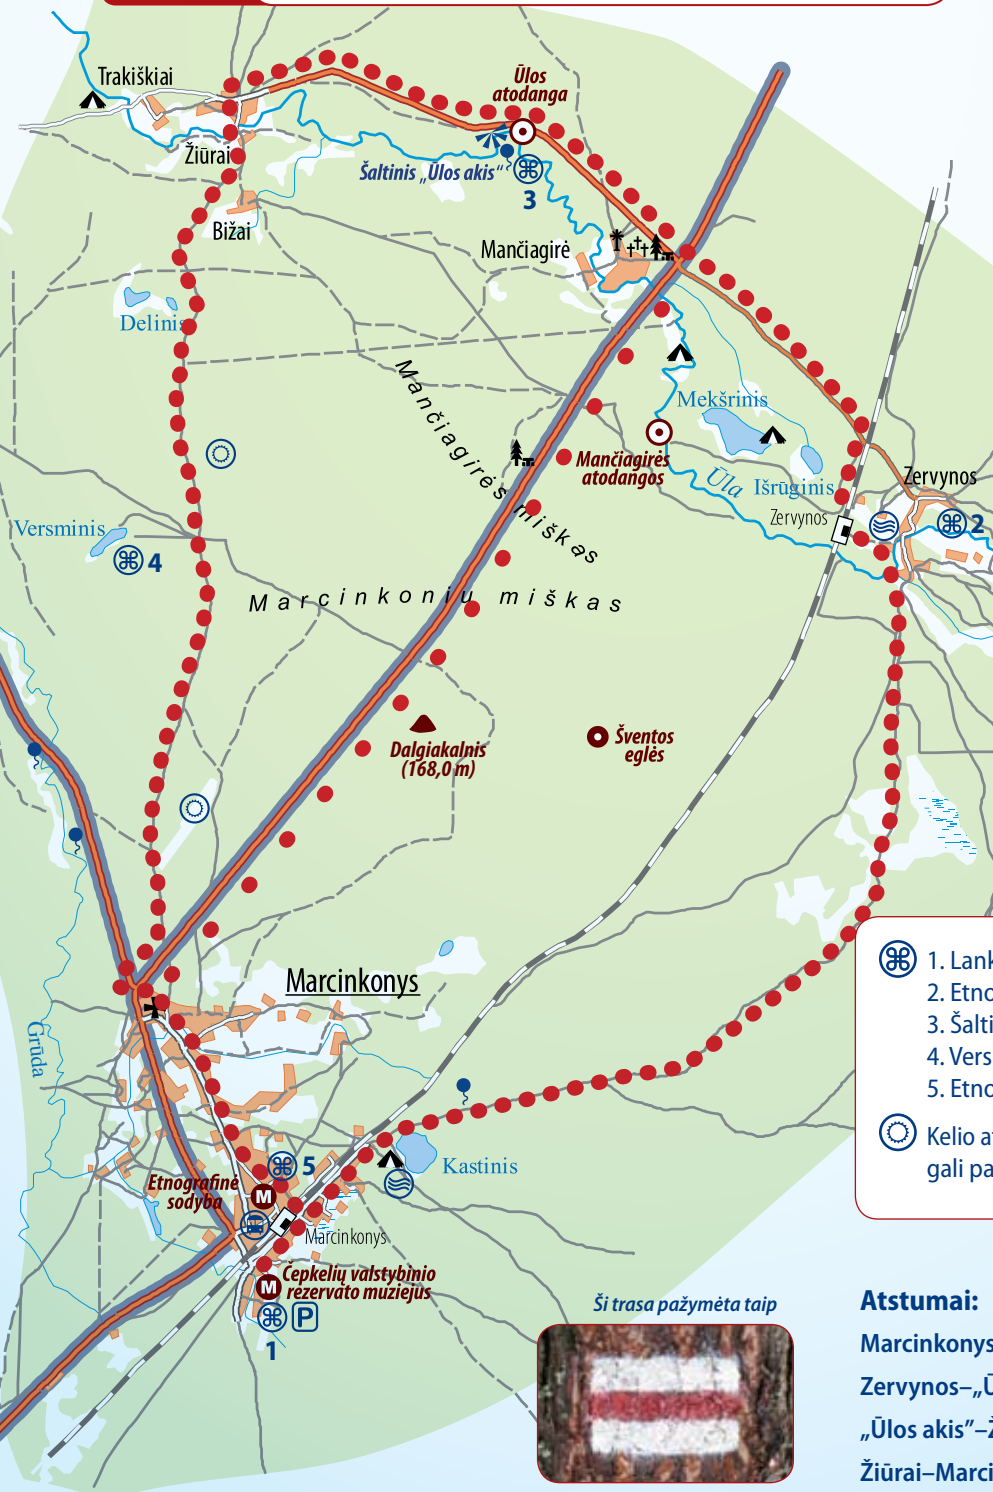 Trakiškiai
Ūlos
atodanga
Žiūrai
Šaltinis „Ūlos akis“
3
Bižai
Mančiagirė
Delinis
Mančiagirės miškas
Mekšrinis
Mančiagirės
atodangos
Ūla
Išrūginis
Zervynos
Zervynos
2
Versminis
4
Marcinkonių miškas
Dalgiakalnis
(168,0 m)
Šventos
eglės
Marcinkonys
Grūda
Kastinis
5
Etnografinė
sodyba
M
Marcinkonys
Čepkelių valstybinio
rezervato muziejus
M
P
1
1. Lank
2. Etno
3. Šalti
4. Vers
5. Etno
Kelio at
gali pa
Ši trasa pažymėta taip
Atstumai:
Marcinkonys
Zervynos–„Ū
„Ūlos akis”–Ž
Žiūrai–Marci